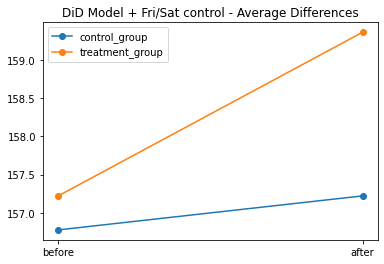 DiD Model + Fri/Sat control - Average Differences
control_group
treatment_group
159.0
158.5
158.0
157.5
157.0
before
after